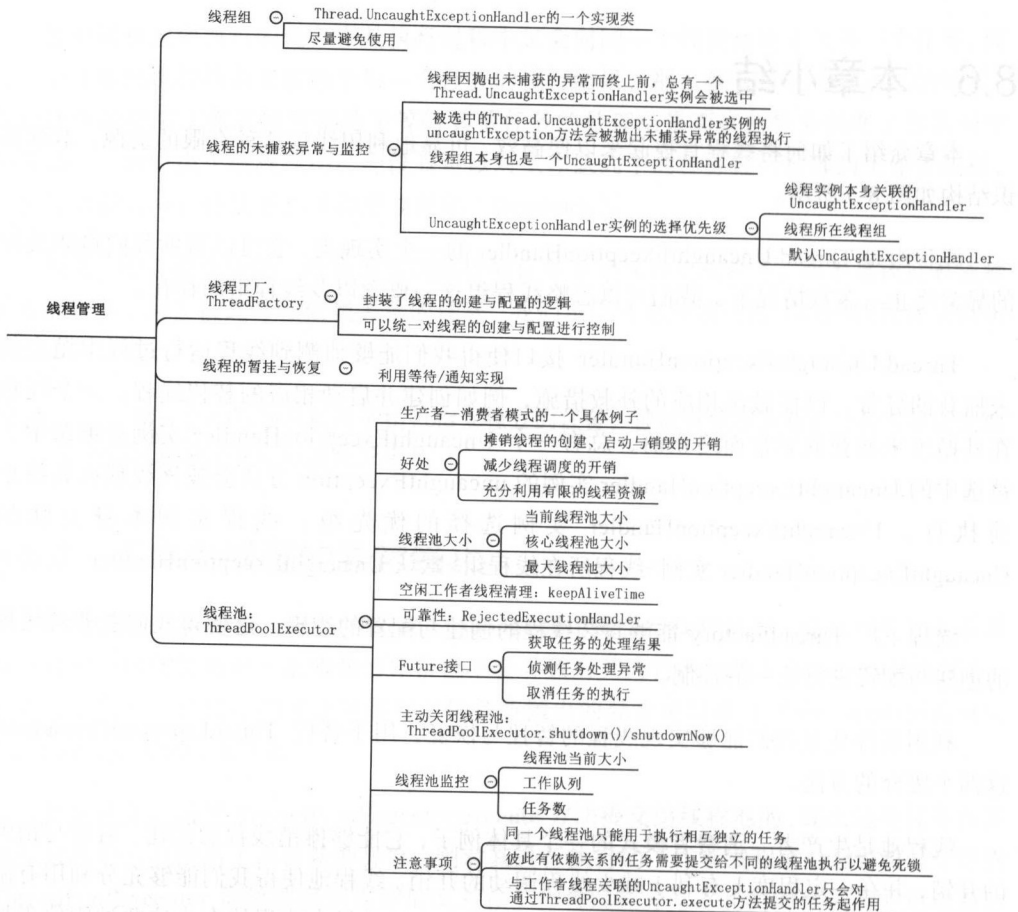 线程组
Thread.UncaughtExceptionHandler的一个实现类
尽量避免使用
线程的未捕获异常与监控
线程因抛出未捕获的异常而终止前，总有一个
Thread.UncaughtExceptionHandler实例会被选中
被选中的Thread.UncaughtExceptionHandler实例的
uncaughtException方法会被抛出未捕获异常的线程执行
线程组本身也是一个UncaughtExceptionHandler
UncaughtExceptionHandler实例的选择优先级
线程实例本身关联的
UncaughtExceptionHandler
线程所在线程组
默认UncaughtExceptionHandler
线程管理
线程工厂：
ThreadFactory
封装了线程的创建与配置的逻辑
可以统一对线程的创建与配置进行控制
线程的暂挂与恢复
利用等待/通知实现
线程池：
ThreadPoolExecutor
生产者—消费者模式的一个具体例子
好处
摊销线程的创建、启动与销毁的开销
减少线程调度的开销
充分利用有限的线程资源
线程池大小
当前线程池大小
核心线程池大小
最大线程池大小
空闲工作者线程清理：keepAliveTime
可靠性：RejectedExecutionHandler
Future接口
获取任务的处理结果
侦测任务处理异常
取消任务的执行
主动关闭线程池：
ThreadPoolExecutor.shutdown()/shutdownNow()
线程池监控
线程池当前大小
工作队列
任务数
注意事项
同一个线程池只能用于执行相互独立的任务
彼此有依赖关系的任务需要提交给不同的线程池执行以避免死锁
与工作者线程关联的UncaughtExceptionHandler只会对
通过ThreadPoolExecutor.execute方法提交的任务起作用
8.6 本章小结